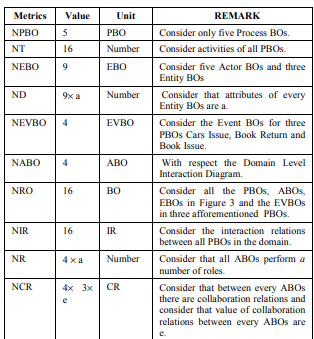 Metrics Value Unit REMARK
NPBO 5 PBO Consider only five Process BOs.
NT 16 Number Consider activities of all PBOs.
NEBO 9 EBO Consider five Actor BOs and three
Entity BOs
ND 9× a Number Consider that attributes of every
Entity BOs are a.
NEVBO 4 EVBO Consider the Event BOs for three
PBOs Cars Issue, Book Return and
Book Issue.
NABO 4 ABO With respect the Domain Level
Interaction Diagram.
NRO 16 BO Consider all the PBOs, ABOs,
EBOs in Figure 3 and the EVBOs
in three afforementioned PBOs.
NIR 16 IR Consider the interaction relations
between all PBOs in the domain.
NR 4 × a Number Consider that all ABOs perform a
number of roles.
NCR 4× 3× CR Consider that between every ABOs
e there are collaboration relations and
consider that value of collaboration
relations between every ABOs are
e.